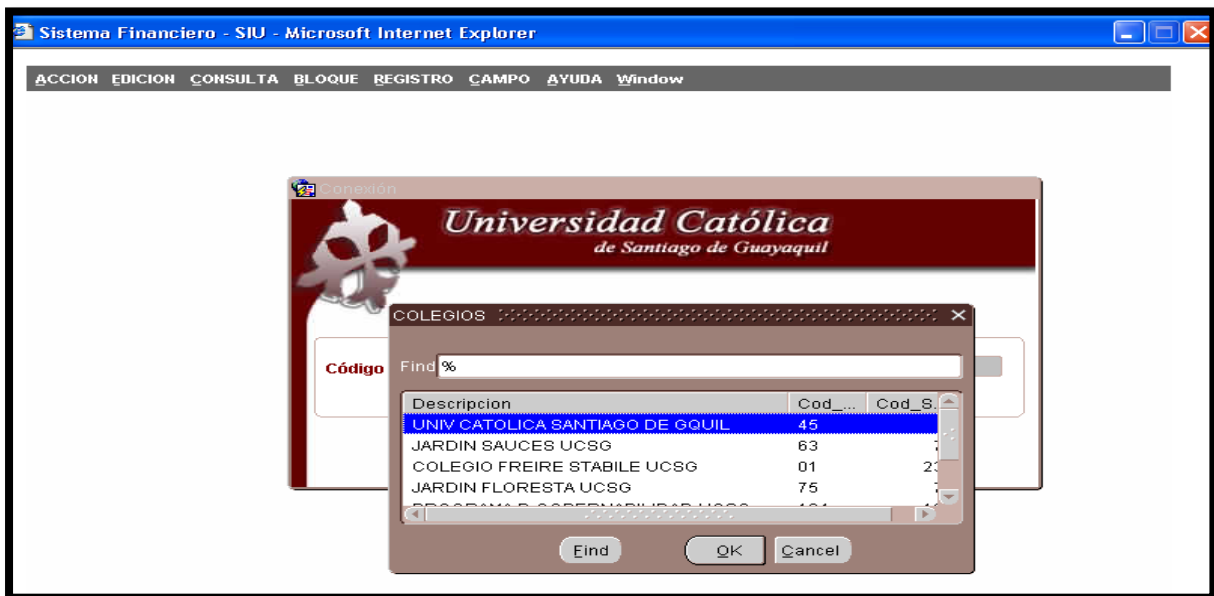 Sistema Financiero - SIU - Microsoft Internet Explorer
ACCION EDICION CONSULTA BLOQUE REGISTRO CAMPO AYUDA Window
Conexión
Universidad Católica
de Santiago de Guayaquil
COLEGIOS
Código
Find %
Descripcion Cod_... Cod_S.
UNIV CATOLICA SANTIAGO DE GQUIL 45
JARDIN SAUCES UCSG 63
COLEGIO FREIRE STABILE UCSG 01
JARDIN FLORESTA UCSG 75
Find OK Cancel